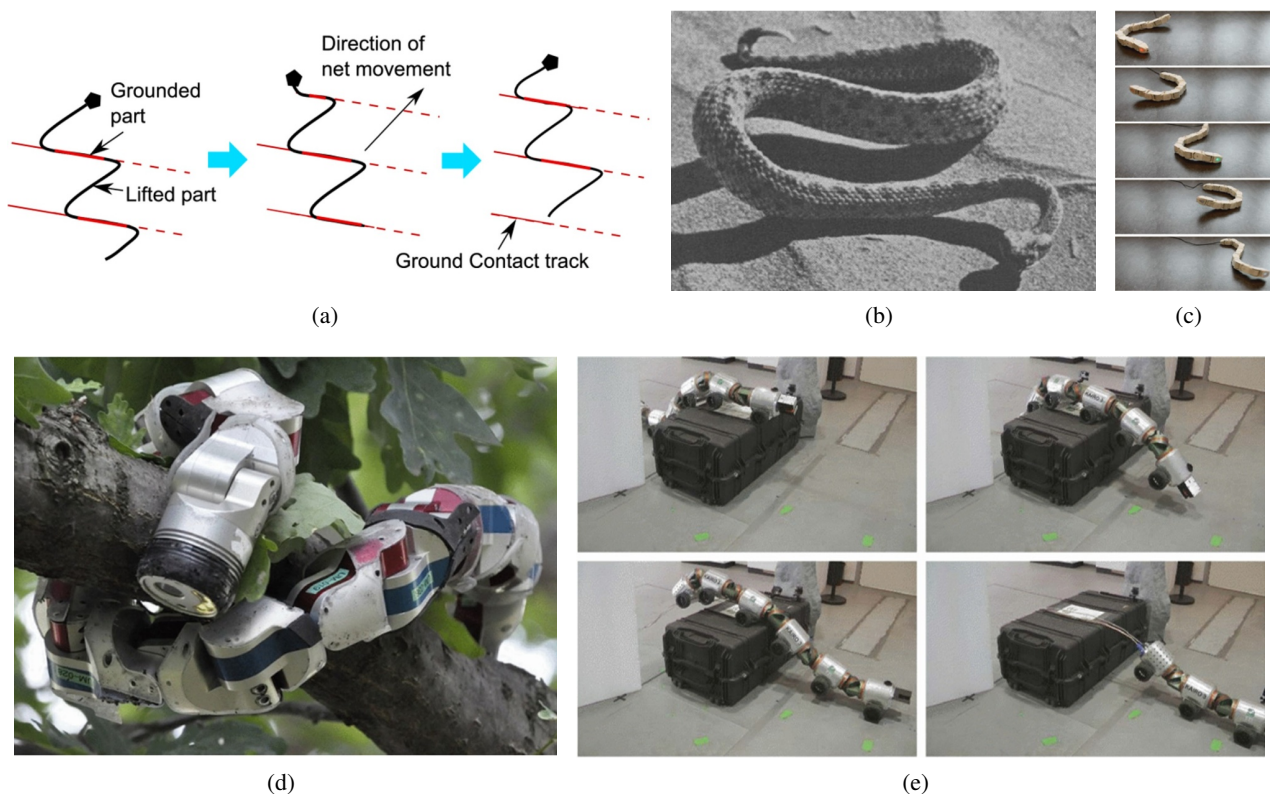 Direction of
net movement
Grounded
part
Lifted part
Ground Contact track
(a)
(b)
(c)
(d)
(e)